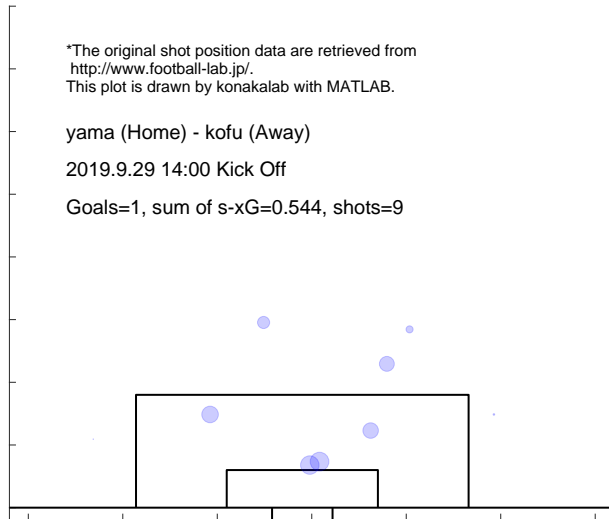 *The original shot position data are retrieved from
http://www.football-lab.jp/.
This plot is drawn by konakalab with MATLAB.
yama (Home) - kofu (Away)
2019.9.29 14:00 Kick Off
Goals=1, sum of s-xG=0.544, shots=9